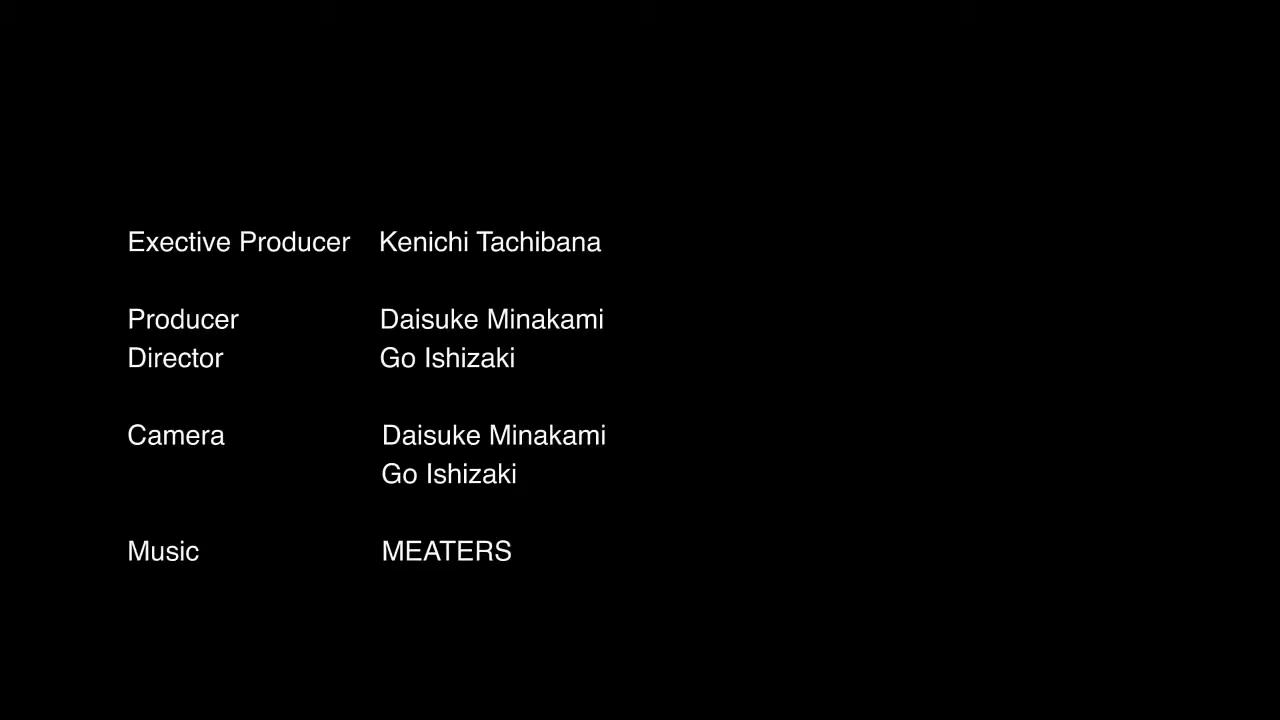 Exective Producer Kenichi Tachibana
Producer Daisuke Minakami
Director Go Ishizaki
Camera Daisuke Minakami
Go Ishizaki
Music MEATERS